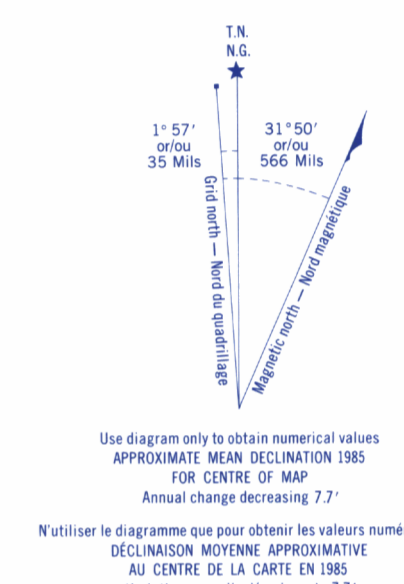 T.N.
N.G.
1° 57'
or/ou
35 Mils
31° 50'
or/ou
566 Mils
Grid north — Nord du quadrillage
Magnetic north — Nord magnétique
Use diagram only to obtain numerical values
APPROXIMATE MEAN DECLINATION 1985
FOR CENTRE OF MAP
Annual change decreasing 7.7'
N'utiliser le diagramme que pour obtenir les valeurs numé
DÉCLINAISON MOYENNE APPROXIMATIVE
AU CENTRE DE LA CARTE EN 1985